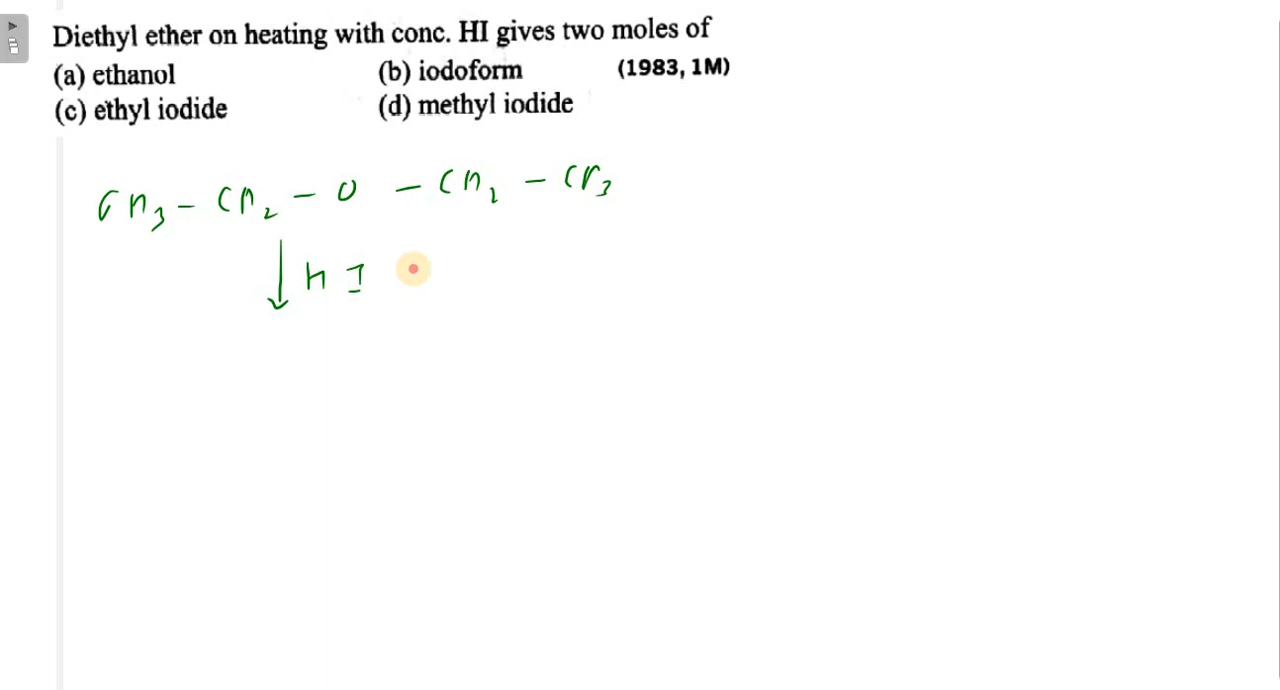 Diethyl ether on heating with conc. HI gives two moles of
(a) ethanol (b) iodoform (1983, 1M)
(c) ethyl iodide (d) methyl iodide
CH3 - CH2 - O - CH2 - CH3
↓ HI